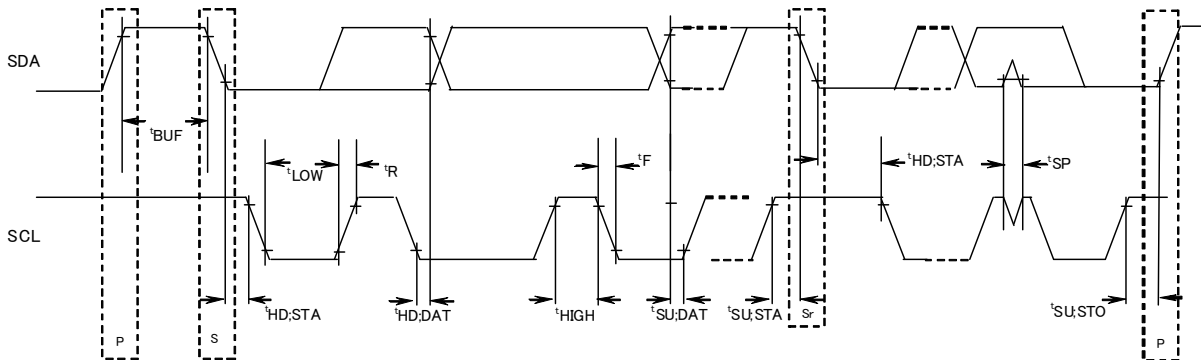 SDA
tBUF
tLOW
tR
tF
tHD;STA
tSP
SCL
tHD;STA
tHD;DAT
tHIGH
tSU;DAT
tSU;STA
Sr
tSU;STO
P
S
P